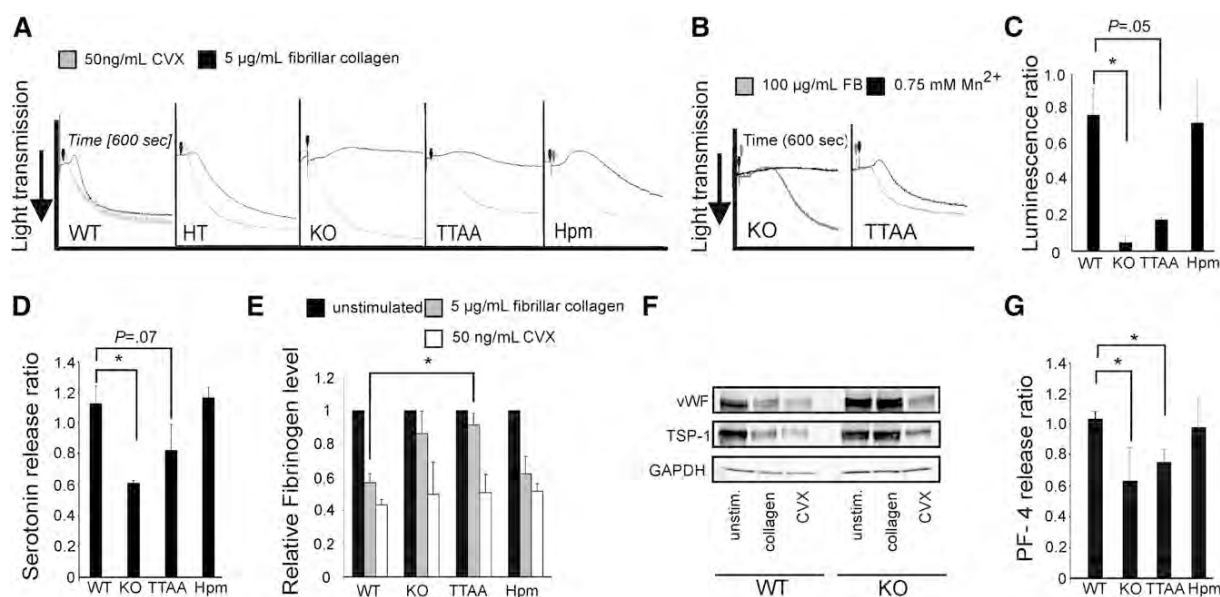 A
50ng/mL CVX 5 µg/mL fibrillar collagen
Light transmission
Time [600 sec]
WT HT KO TTAA Hpm
B
100 µg/mL FB 0.75 mM Mn2+
Light transmission
Time (600 sec)
KO TTAA
C
P=.05
*
Luminescence ratio
1.0
0.8
0.6
0.4
0.2
0
WT KO TTAA Hpm
D
P=.07
*
Serotonin release ratio
1.4
1.2
1.0
0.8
0.6
0.4
0.2
0
WT KO TTAA Hpm
E
unstimulated 5 µg/mL fibrillar collagen
50 ng/mL CVX
*
Relative Fibrinogen level
1.2
1
0.8
0.6
0.4
0.2
0
WT KO TTAA Hpm
F
vWF
TSP-1
GAPDH
unstim. collagen CVX unstim. collagen CVX
WT KO
G
*
*
PF- 4 release ratio
1.4
1.2
1.0
0.8
0.6
0.4
0.2
0
WT KO TTAA Hpm